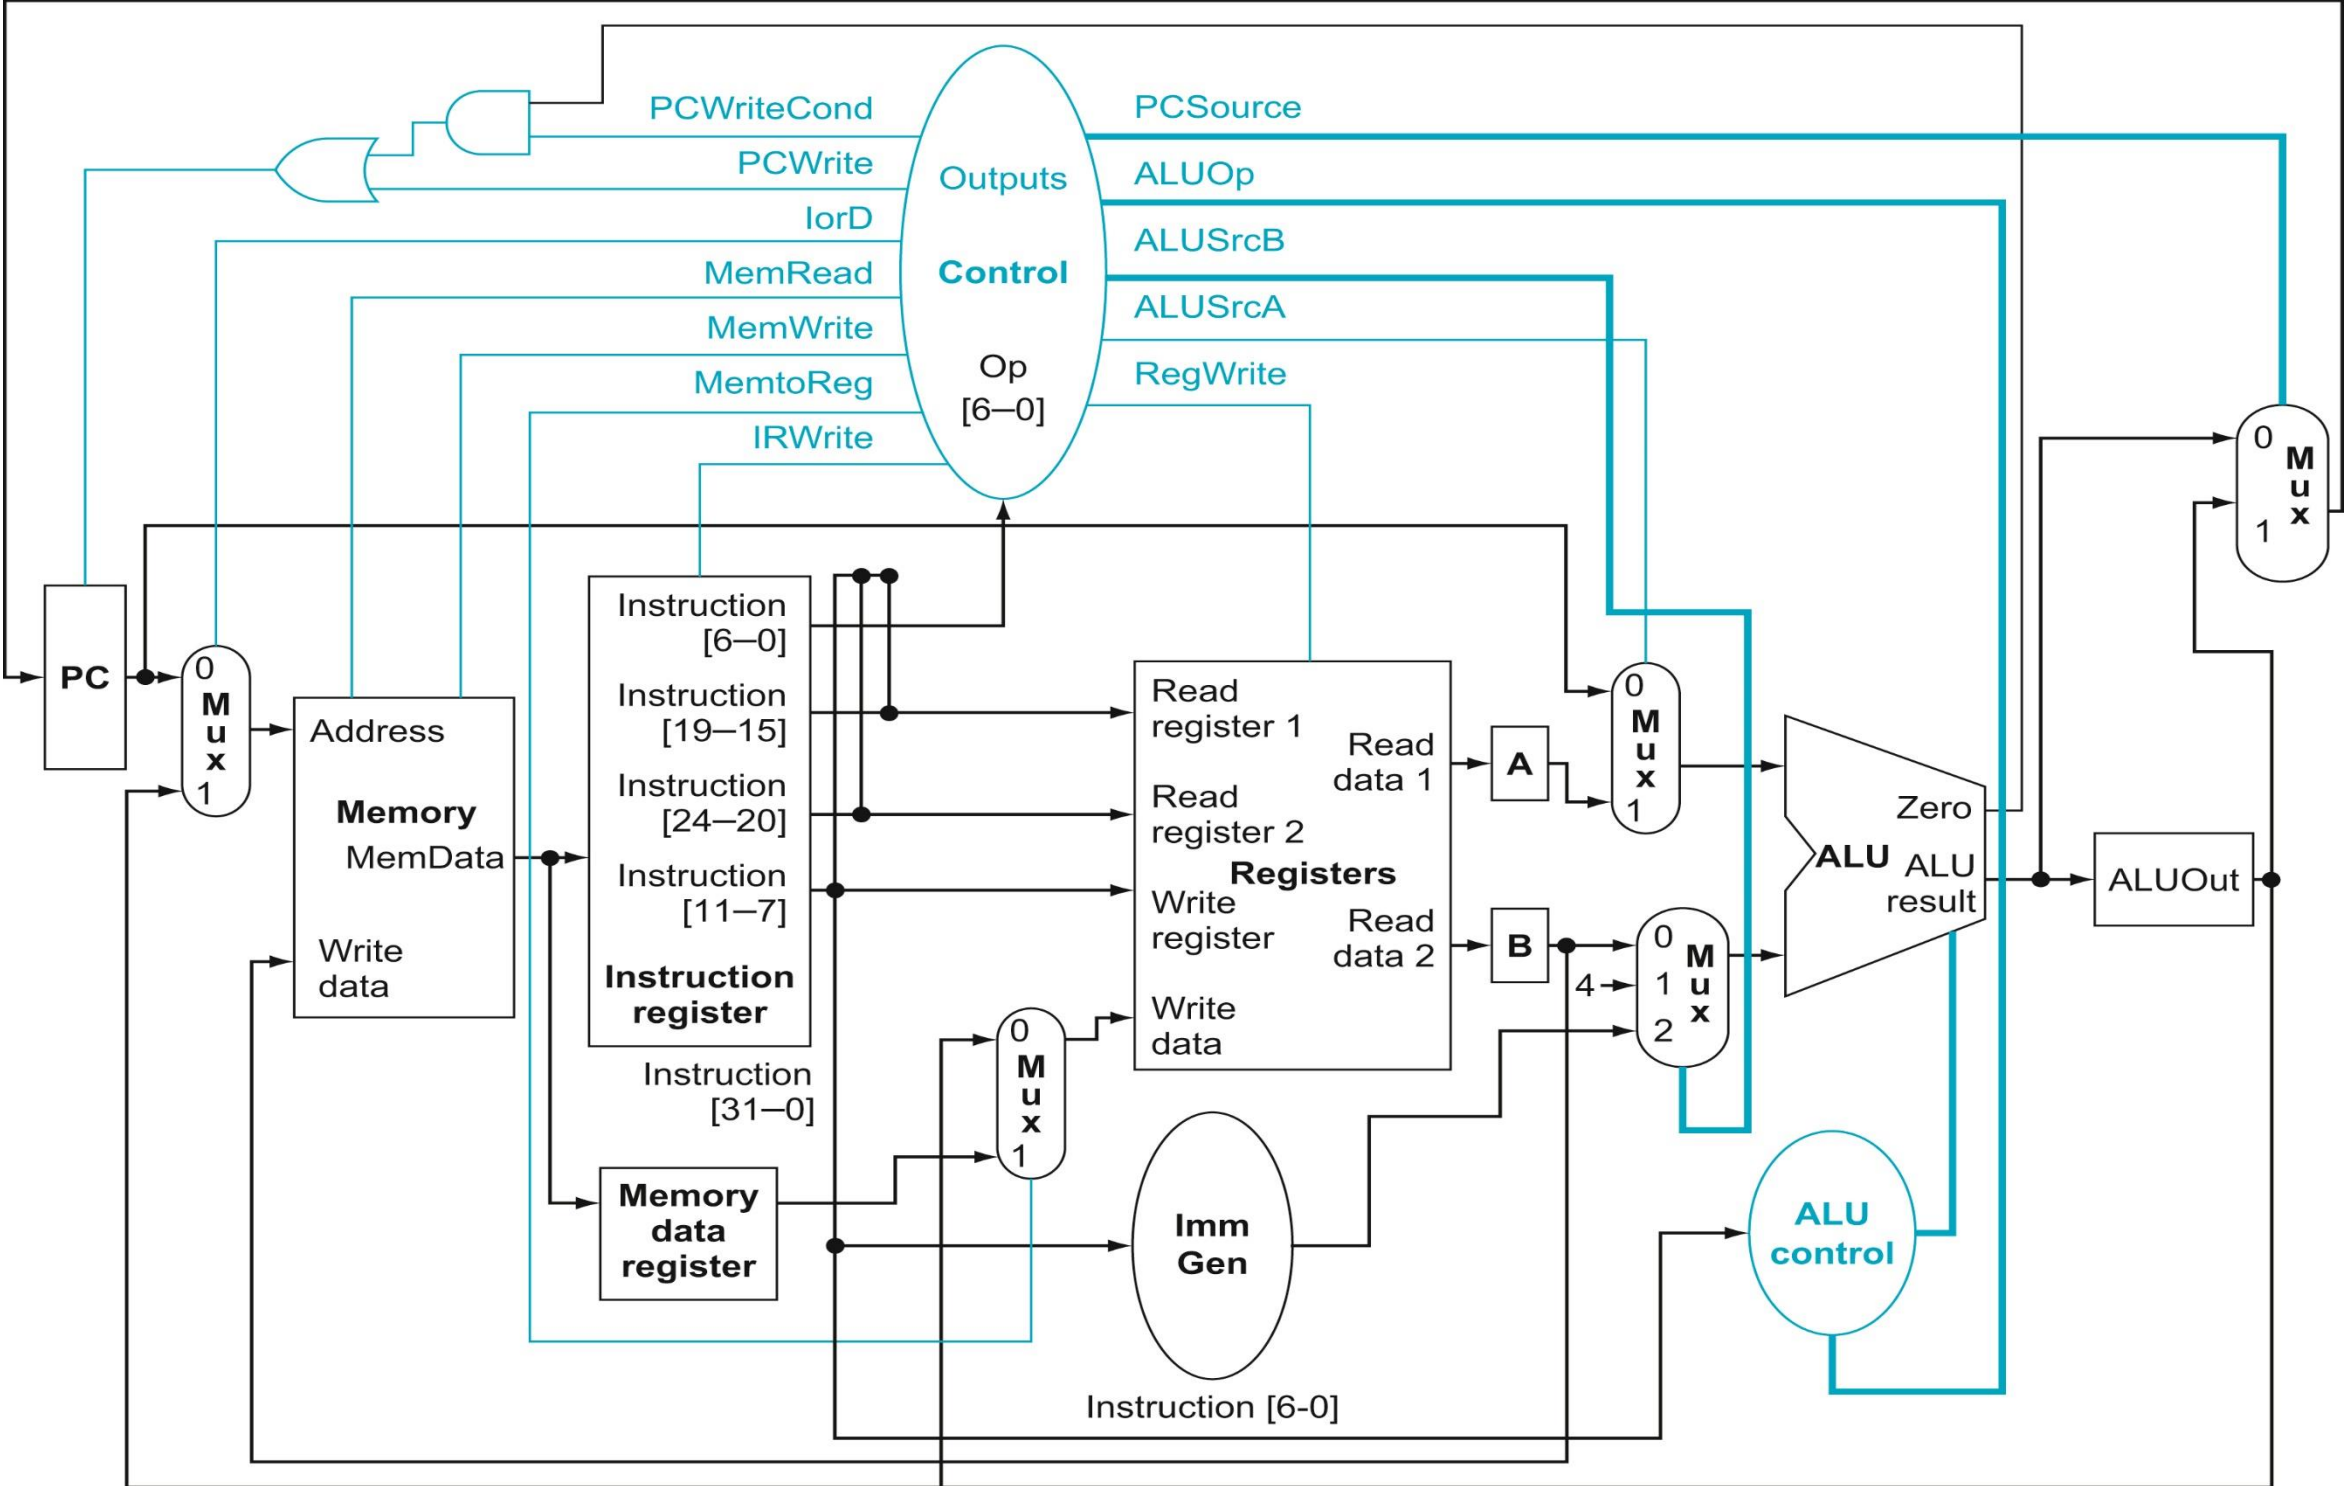 PCWriteCond
PCWrite
IorD
MemRead
MemWrite
MemtoReg
IRWrite
Outputs
Control
Op
[6–0]
PCSource
ALUOp
ALUSrcB
ALUSrcA
RegWrite
PC
0
M
u
x
1
Address
Memory
MemData
Write
data
Instruction
[6–0]
Instruction
[19–15]
Instruction
[24–20]
Instruction
[11–7]
Instruction
register
Instruction
[31–0]
Memory
data
register
0
M
u
x
1
Read
register 1
Read
register 2
Registers
Write
register
Write
data
Read
data 1
Read
data 2
Imm
Gen
Instruction [6-0]
A
B
4
0
M
u
x
1
0
1
2
M
u
x
Zero
ALU
ALU
result
ALU
control
ALUOut
0
M
u
x
1